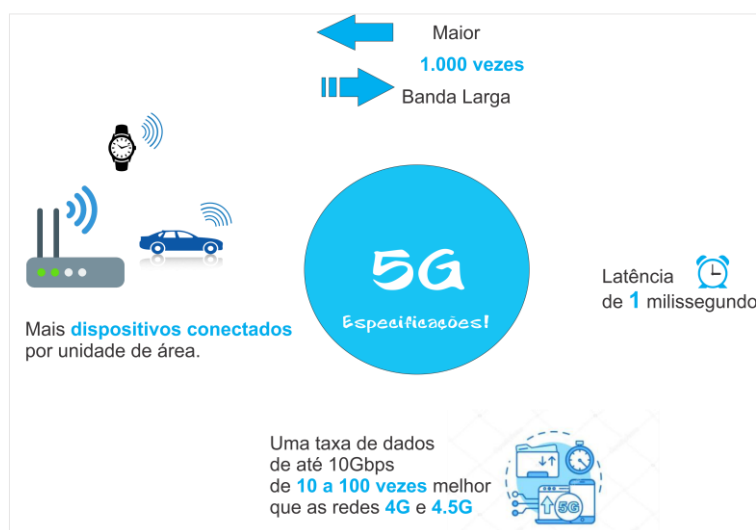 Maior
1.000 vezes
Banda Larga
5G
Especificações!
Latência
de 1 milissegundo
Mais dispositivos conectados
por unidade de área.
Uma taxa de dados
de até 10Gbps
de 10 a 100 vezes melhor
que as redes 4G e 4.5G
5G